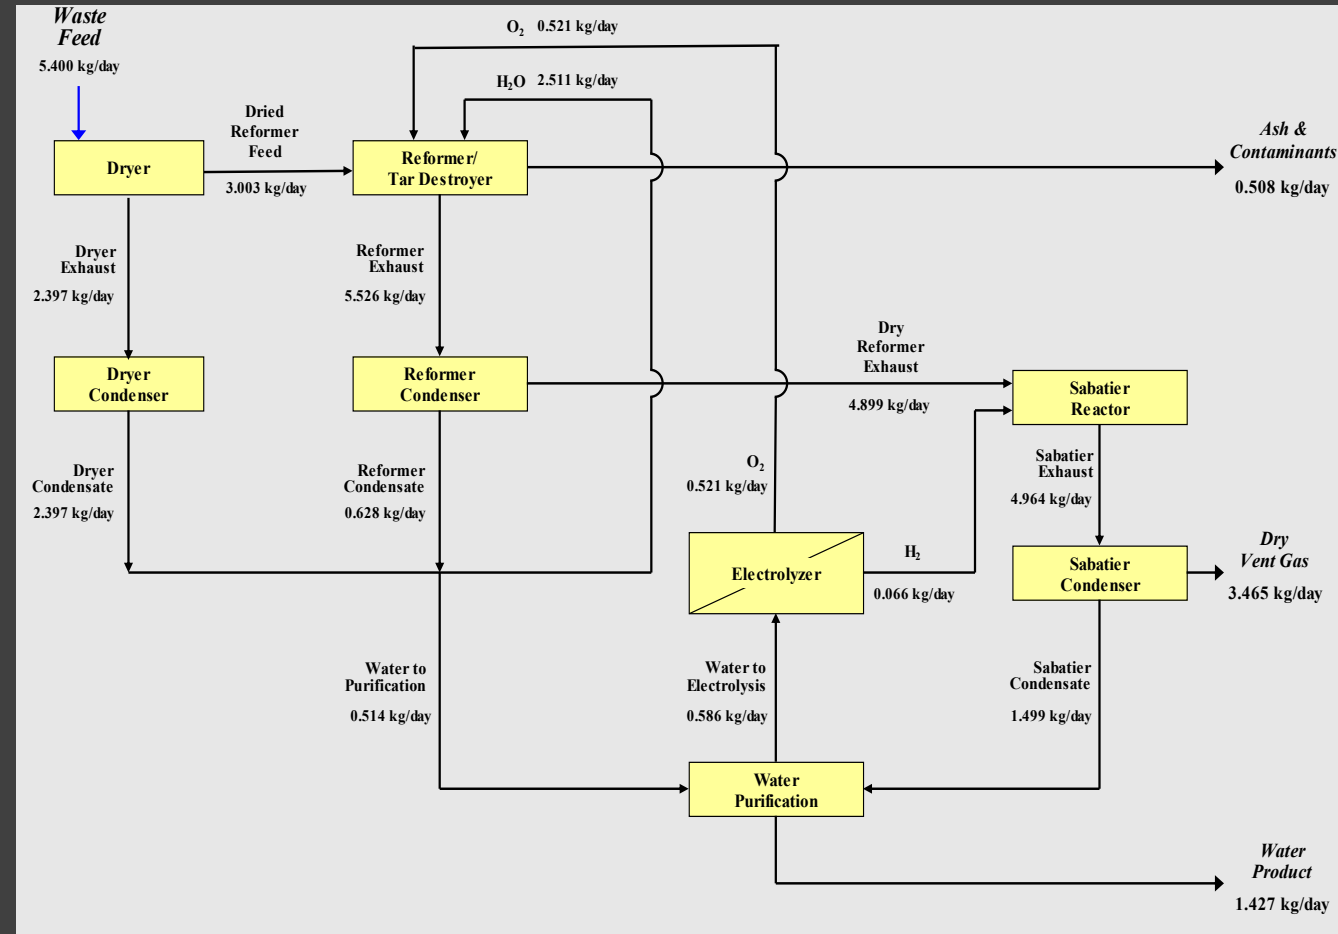 Waste
Feed
5.400 kg/day
O₂ 0.521 kg/day
H₂O 2.511 kg/day
Dried
Reformer
Feed
3.003 kg/day
Dryer
Reformer/
Tar Destroyer
Ash &
Contaminants
0.508 kg/day
Dryer
Exhaust
2.397 kg/day
Reformer
Exhaust
5.526 kg/day
Dry
Reformer
Exhaust
4.899 kg/day
Dryer
Condenser
Reformer
Condenser
Sabatier
Reactor
Dryer
Condensate
2.397 kg/day
Reformer
Condensate
0.628 kg/day
O₂
0.521 kg/day
Sabatier
Exhaust
4.964 kg/day
Electrolyzer
H₂
0.066 kg/day
Sabatier
Condenser
Dry
Vent Gas
3.465 kg/day
Water to
Purification
0.514 kg/day
Water to
Electrolysis
0.586 kg/day
Sabatier
Condensate
1.499 kg/day
Water
Purification
Water
Product
1.427 kg/day